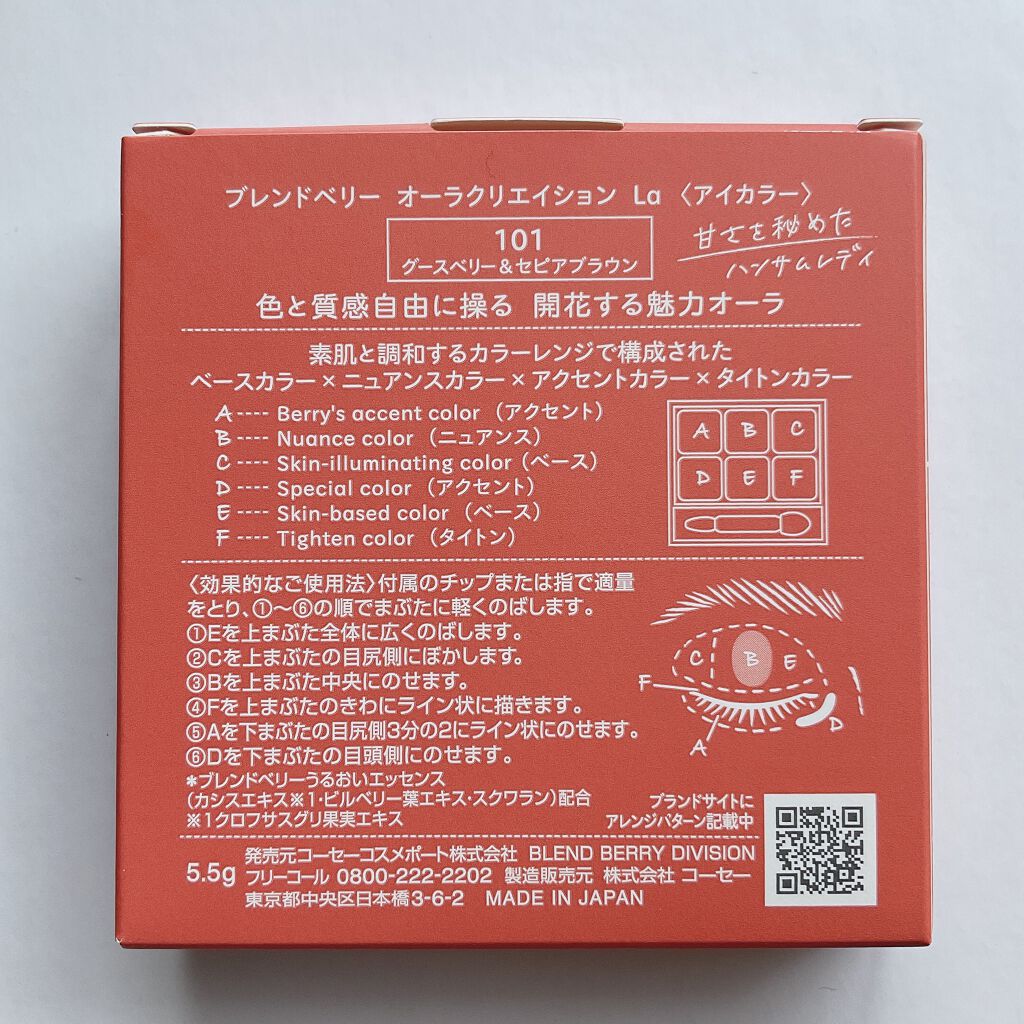 ブレンドベリー オーラクリエイション La 〈アイカラー〉
101
グースベリー&セピアブラウン
甘さを秘めた
ハンサムレディ
色と質感自由に操る 開花する魅力オーラ
素肌と調和するカラーレンジで構成された
ベースカラー×ニュアンスカラー×アクセントカラー×タイトンカラー
A---- Berry's accent color (アクセント)
B---- Nuance color (ニュアンス)
C---- Skin-illuminating color (ベース)
D---- Special color (アクセント)
E---- Skin-based color (ベース)
F---- Tighten color (タイトン)
A B C
D E F
〈効果的なご使用法〉付属のチップまたは指で適量
をとり、①〜⑥の順でまぶたに軽くのばします。
①Eを上まぶた全体に広くのばします。
②Cを上まぶたの目尻側にぼかします。
③Bを上まぶた中央にのせます。
④Fを上まぶたのきわにライン状に描きます。
⑤Aを下まぶたの目尻側3分の2にライン状にのせます。
⑥Dを下まぶたの目頭側にのせます。
C B E
F
D
A
*ブレンドベリーうるおいエッセンス
(カシスエキス※1・ビルベリー葉エキス・スクワラン)配合
※1クロフサスグリ果実エキス
ブランドサイトに
アレンジパターン記載中
5.5g
発売元コーセーコスメポート株式会社 BLEND BERRY DIVISION
フリーコール 0800-222-2202 製造販売元 株式会社 コーセー
東京都中央区日本橋3-6-2 MADE IN JAPAN